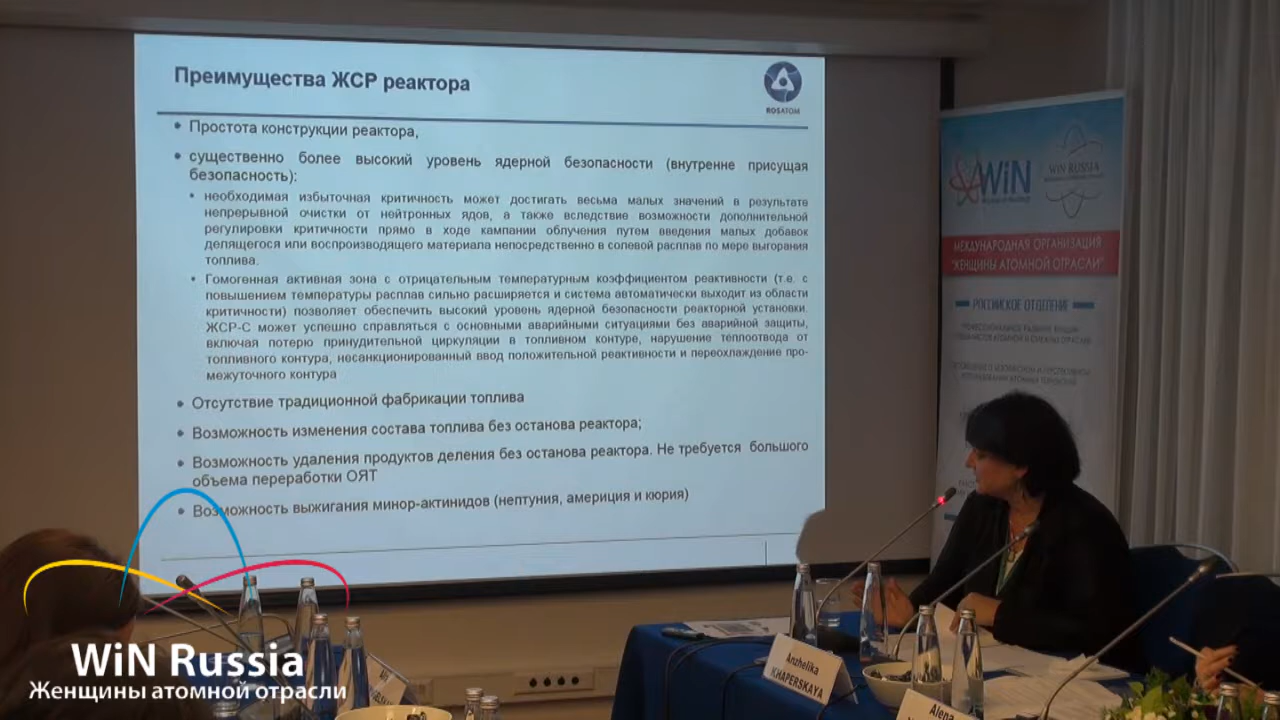 Преимущества ЖСР реактора
ROSATOM
• Простота конструкции реактора,
• существенно более высокий уровень ядерной безопасности (внутренне присущая
безопасность):
• необходимая избыточная критичность может достигать весьма малых значений в результате
непрерывной очистки от нейтронных ядов, а также вследствие возможности дополнительной
регулировки критичности прямо в ходе кампании облучения путем введения малых добавок
делящегося или воспроизводящего материала непосредственно в солевой расплав по мере выгорания
топлива.
• Гомогенная активная зона с отрицательным температурным коэффициентом реактивности (т.е. с
повышением температуры расплав сильно расширяется и система автоматически выходит из области
критичности) позволяет обеспечить высокий уровень ядерной безопасности реакторной установки.
ЖСР-С может успешно справляться с основными аварийными ситуациями без аварийной защиты,
включая потерю принудительной циркуляции в топливном контуре, нарушение теплоотвода от
топливного контура, несанкционированный ввод положительной реактивности и переохлаждение про-
межуточного контура
• Отсутствие традиционной фабрикации топлива
• Возможность изменения состава топлива без останова реактора;
• Возможность удаления продуктов деления без останова реактора. Не требуется большого
объема переработки ОЯТ
• Возможность выжигания минор-актинидов (нептуния, америция и кюрия)
WiN
WiN RUSSIA
МЕЖДУНАРОДНАЯ ОРГАНИЗАЦИЯ
"ЖЕНЩИНЫ АТОМНОЙ ОТРАСЛИ"
РОССИЙСКОЕ ОТДЕЛЕНИЕ
Anzhelika
KHAPERSKAYA
Alena
WiN Russia
Женщины атомной отрасли